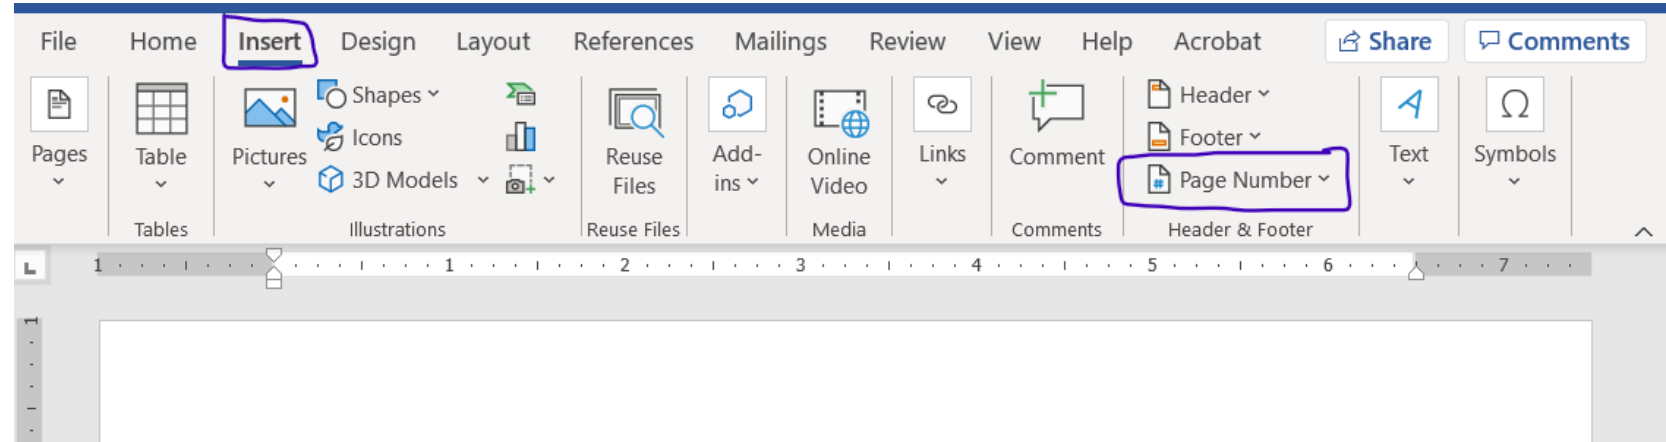 File Home Insert Design Layout References Mailings Review View Help Acrobat Share Comments
Shapes Header
Icons Footer
Pages Table Pictures Reuse Add- Online Links Comment Text Symbols
3D Models Files ins Video Page Number
Tables Illustrations Reuse Files Media Comments Header & Footer
L 1 1 2 3 4 5 6 7
1